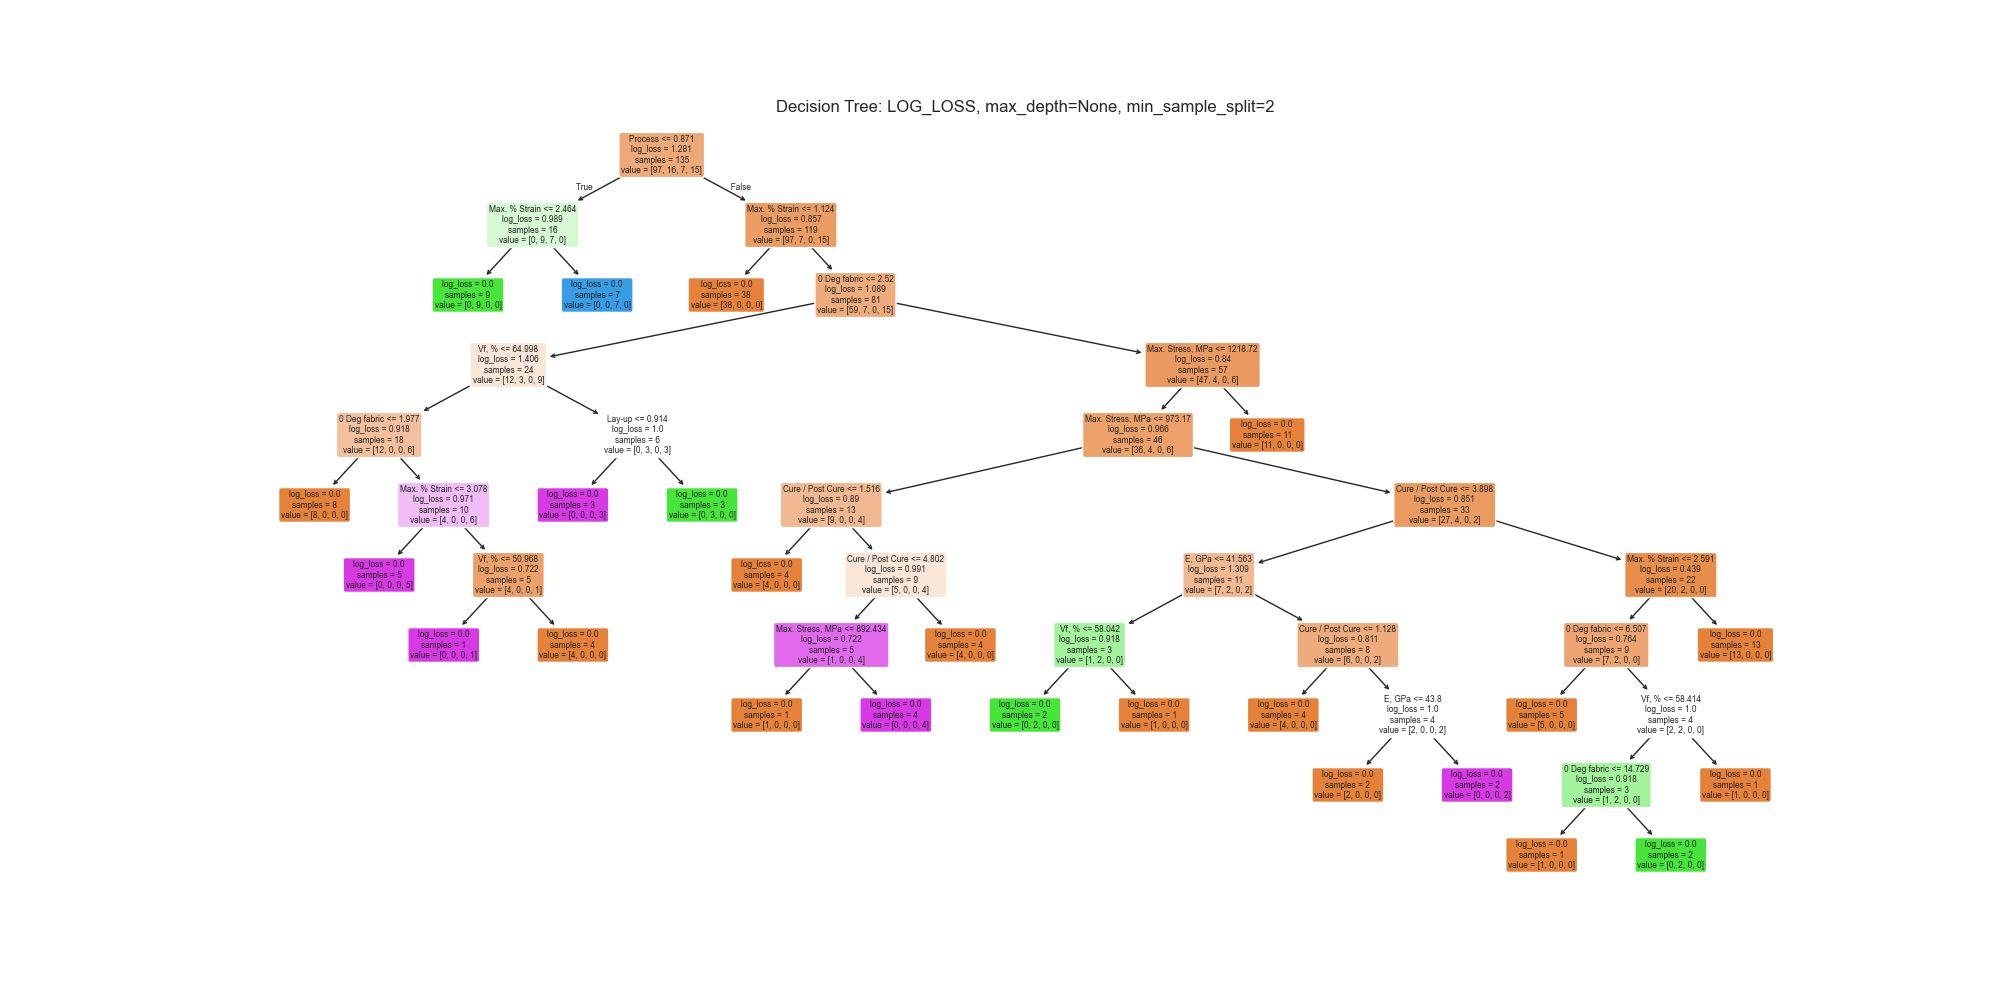 Decision Tree: LOG_LOSS, max_depth=None, min_sample_split=2
Process <= 0.871
log_loss = 1.281
samples = 135
value = [97, 16, 7, 15]
True
False
Max. % Strain <= 2.464
log_loss = 0.989
samples = 16
value = [0, 9, 7, 0]
Max. % Strain <= 1.124
log_loss = 0.857
samples = 119
value = [97, 7, 0, 15]
log_loss = 0.0
samples = 9
value = [0, 9, 0, 0]
log_loss = 0.0
samples = 7
value = [0, 0, 7, 0]
log_loss = 0.0
samples = 38
value = [38, 0, 0, 0]
0 Deg fabric <= 2.52
log_loss = 1.089
samples = 81
value = [59, 7, 0, 15]
Vf, % <= 64.998
log_loss = 1.406
samples = 24
value = [12, 3, 0, 9]
Max. Stress, MPa <= 1218.72
log_loss = 0.84
samples = 57
value = [47, 4, 0, 6]
0 Deg fabric <= 1.977
log_loss = 0.918
samples = 18
value = [12, 0, 0, 6]
Lay-up <= 0.914
log_loss = 1.0
samples = 6
value = [0, 3, 0, 3]
Max. Stress, MPa <= 973.17
log_loss = 0.966
samples = 46
value = [36, 4, 0, 6]
log_loss = 0.0
samples = 11
value = [11, 0, 0, 0]
log_loss = 0.0
samples = 8
value = [8, 0, 0, 0]
Max. % Strain <= 3.078
log_loss = 0.971
samples = 10
value = [4, 0, 0, 6]
log_loss = 0.0
samples = 3
value = [0, 0, 0, 3]
log_loss = 0.0
samples = 3
value = [0, 3, 0, 0]
Cure / Post Cure <= 1.516
log_loss = 0.89
samples = 13
value = [9, 0, 0, 4]
Cure / Post Cure <= 3.898
log_loss = 0.851
samples = 33
value = [27, 4, 0, 2]
log_loss = 0.0
samples = 5
value = [0, 0, 0, 5]
Vf, % <= 50.968
log_loss = 0.722
samples = 5
value = [4, 0, 0, 1]
log_loss = 0.0
samples = 4
value = [4, 0, 0, 0]
Cure / Post Cure <= 4.802
log_loss = 0.991
samples = 9
value = [5, 0, 0, 4]
E, GPa <= 41.563
log_loss = 1.309
samples = 11
value = [7, 2, 0, 2]
Max. % Strain <= 2.591
log_loss = 0.439
samples = 22
value = [20, 2, 0, 0]
log_loss = 0.0
samples = 1
value = [0, 0, 0, 1]
log_loss = 0.0
samples = 4
value = [4, 0, 0, 0]
Max. Stress, MPa <= 892.434
log_loss = 0.722
samples = 5
value = [1, 0, 0, 4]
log_loss = 0.0
samples = 4
value = [4, 0, 0, 0]
Vf, % <= 58.042
log_loss = 0.918
samples = 3
value = [1, 2, 0, 0]
Cure / Post Cure <= 1.128
log_loss = 0.811
samples = 8
value = [6, 0, 0, 2]
0 Deg fabric <= 6.507
log_loss = 0.764
samples = 9
value = [7, 2, 0, 0]
log_loss = 0.0
samples = 13
value = [13, 0, 0, 0]
log_loss = 0.0
samples = 1
value = [1, 0, 0, 0]
log_loss = 0.0
samples = 4
value = [0, 0, 0, 4]
log_loss = 0.0
samples = 2
value = [0, 2, 0, 0]
log_loss = 0.0
samples = 1
value = [1, 0, 0, 0]
log_loss = 0.0
samples = 4
value = [4, 0, 0, 0]
E, GPa <= 43.8
log_loss = 1.0
samples = 4
value = [2, 0, 0, 2]
log_loss = 0.0
samples = 5
value = [5, 0, 0, 0]
Vf, % <= 58.414
log_loss = 1.0
samples = 4
value = [2, 2, 0, 0]
log_loss = 0.0
samples = 2
value = [2, 0, 0, 0]
log_loss = 0.0
samples = 2
value = [0, 0, 0, 2]
0 Deg fabric <= 14.729
log_loss = 0.918
samples = 3
value = [1, 2, 0, 0]
log_loss = 0.0
samples = 1
value = [1, 0, 0, 0]
log_loss = 0.0
samples = 1
value = [1, 0, 0, 0]
log_loss = 0.0
samples = 2
value = [0, 2, 0, 0]